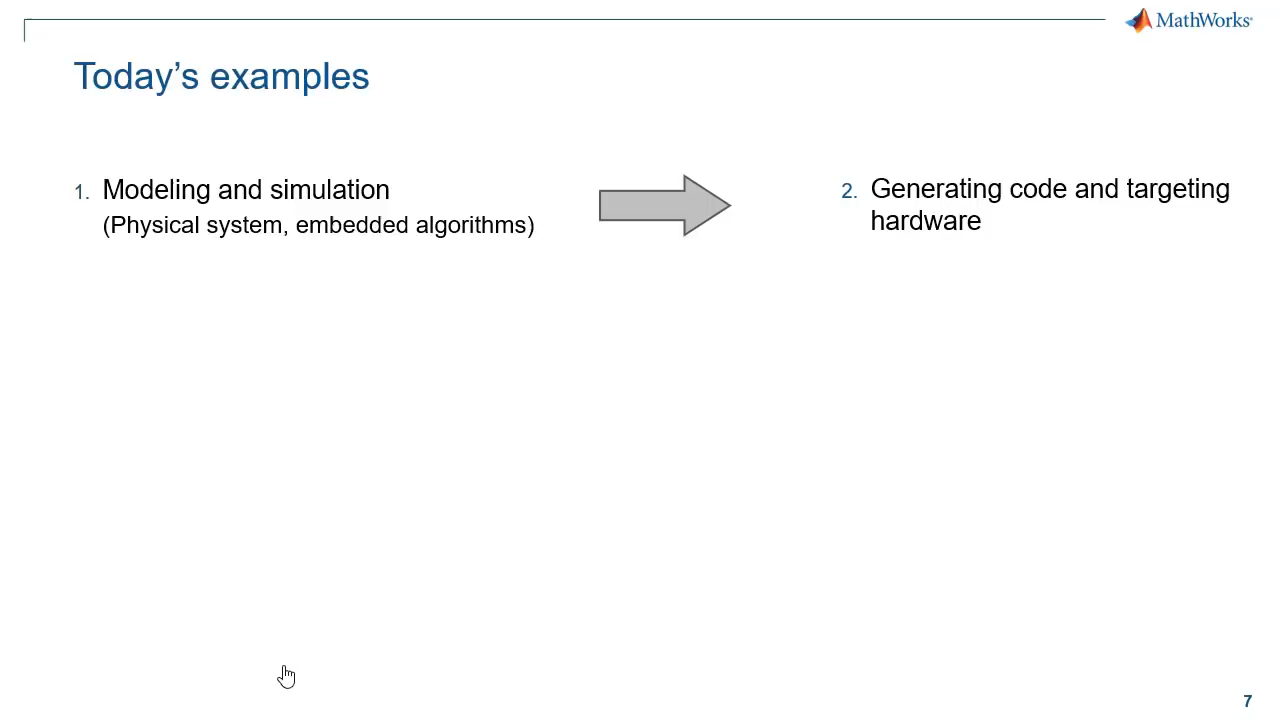 MathWorks
Today's examples
1. Modeling and simulation
(Physical system, embedded algorithms)
2. Generating code and targeting
hardware
7